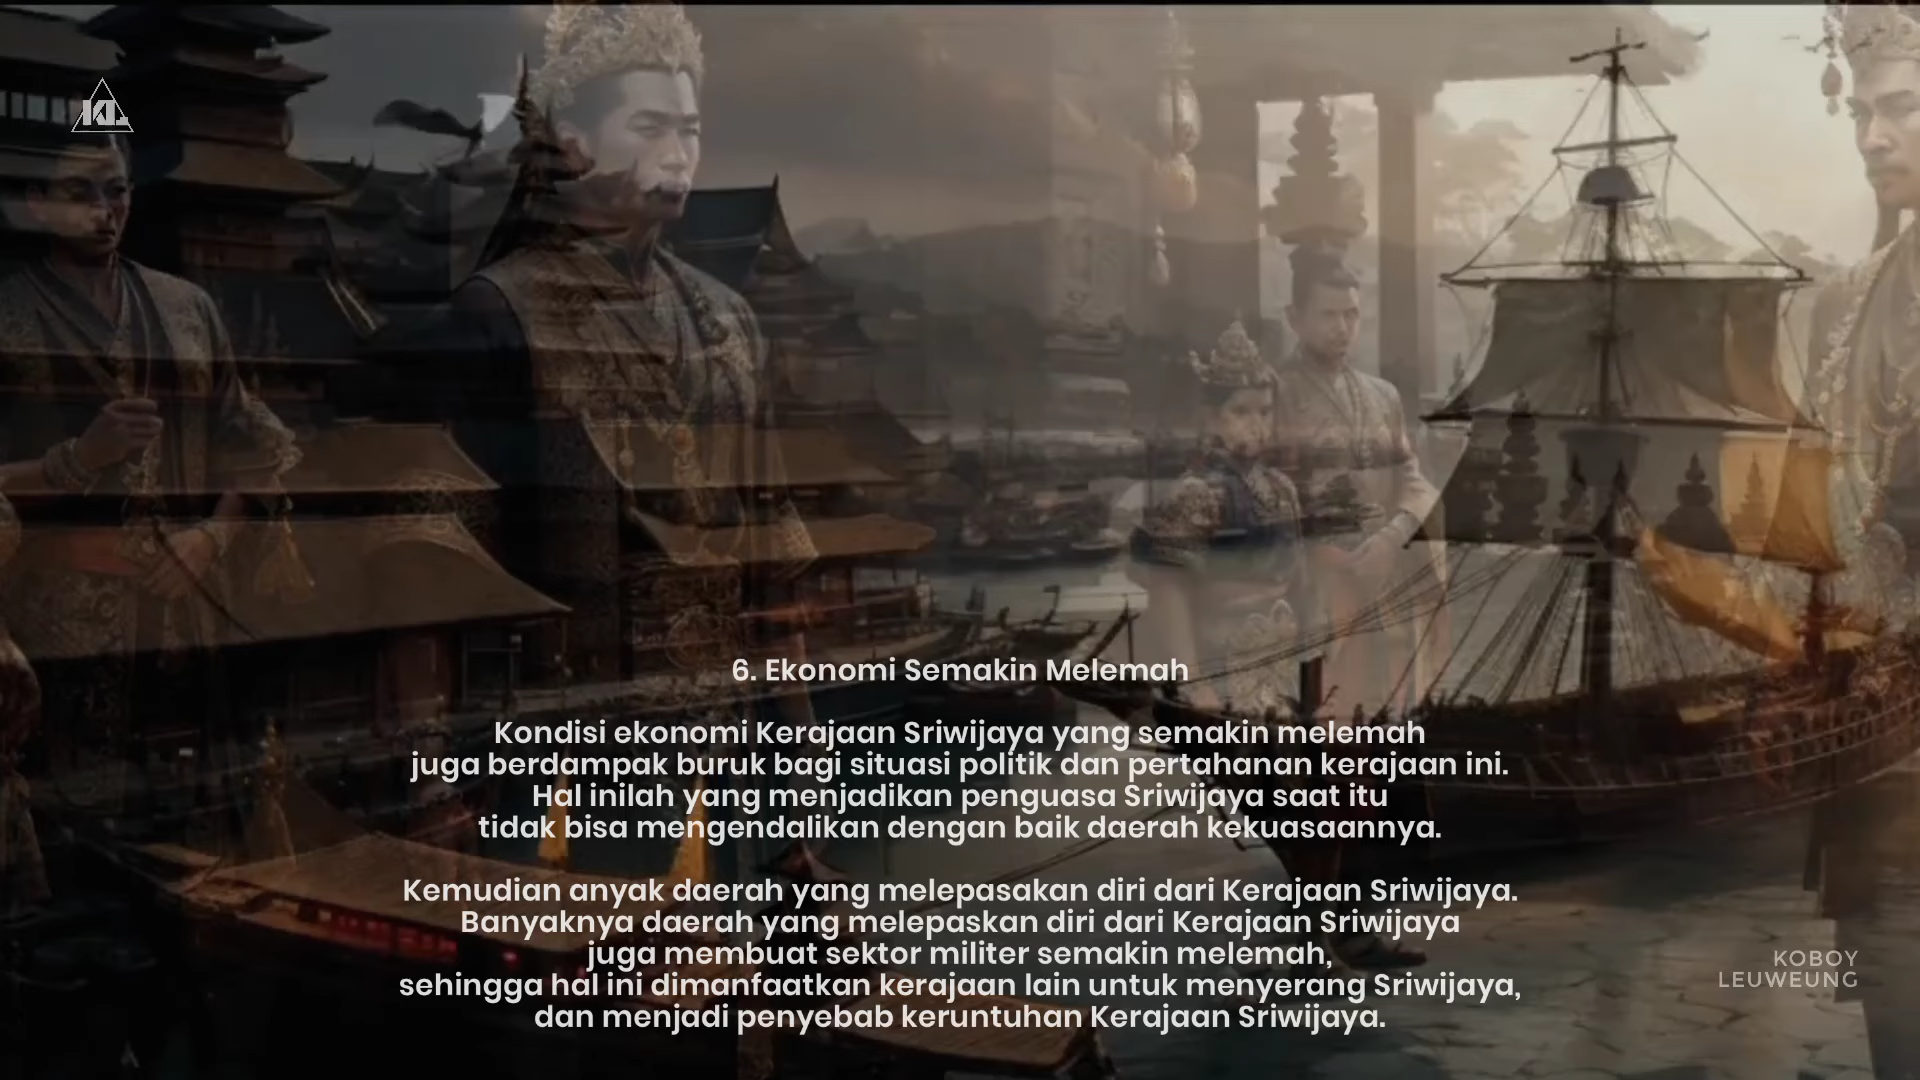 KL
6. Ekonomi Semakin Melemah
Kondisi ekonomi Kerajaan Sriwijaya yang semakin melemah
juga berdampak buruk bagi situasi politik dan pertahanan kerajaan ini.
Hal inilah yang menjadikan penguasa Sriwijaya saat itu
tidak bisa mengendalikan dengan baik daerah kekuasaannya.
Kemudian anyak daerah yang melepasakan diri dari Kerajaan Sriwijaya.
Banyaknya daerah yang melepaskan diri dari Kerajaan Sriwijaya
juga membuat sektor militer semakin melemah,
sehingga hal ini dimanfaatkan kerajaan lain untuk menyerang Sriwijaya,
dan menjadi penyebab keruntuhan Kerajaan Sriwijaya.
KOBOY
LEUWEUNG